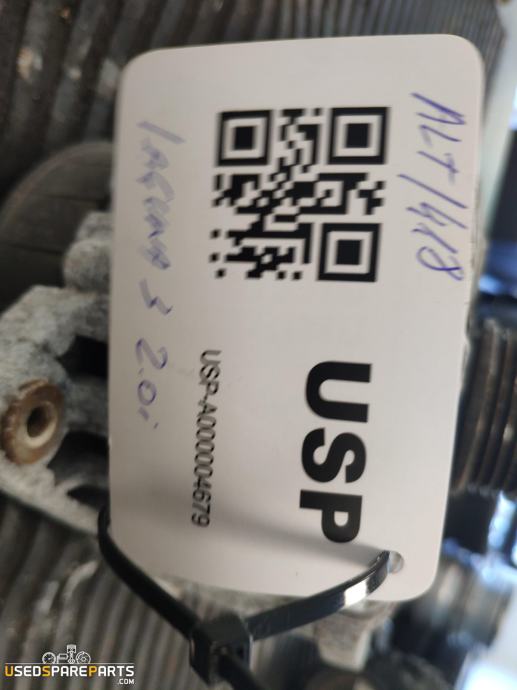 ALT/418
USP
USP-A000004679
LAGUNA 3 2.0i
USEDSPAREPARTS
.COM